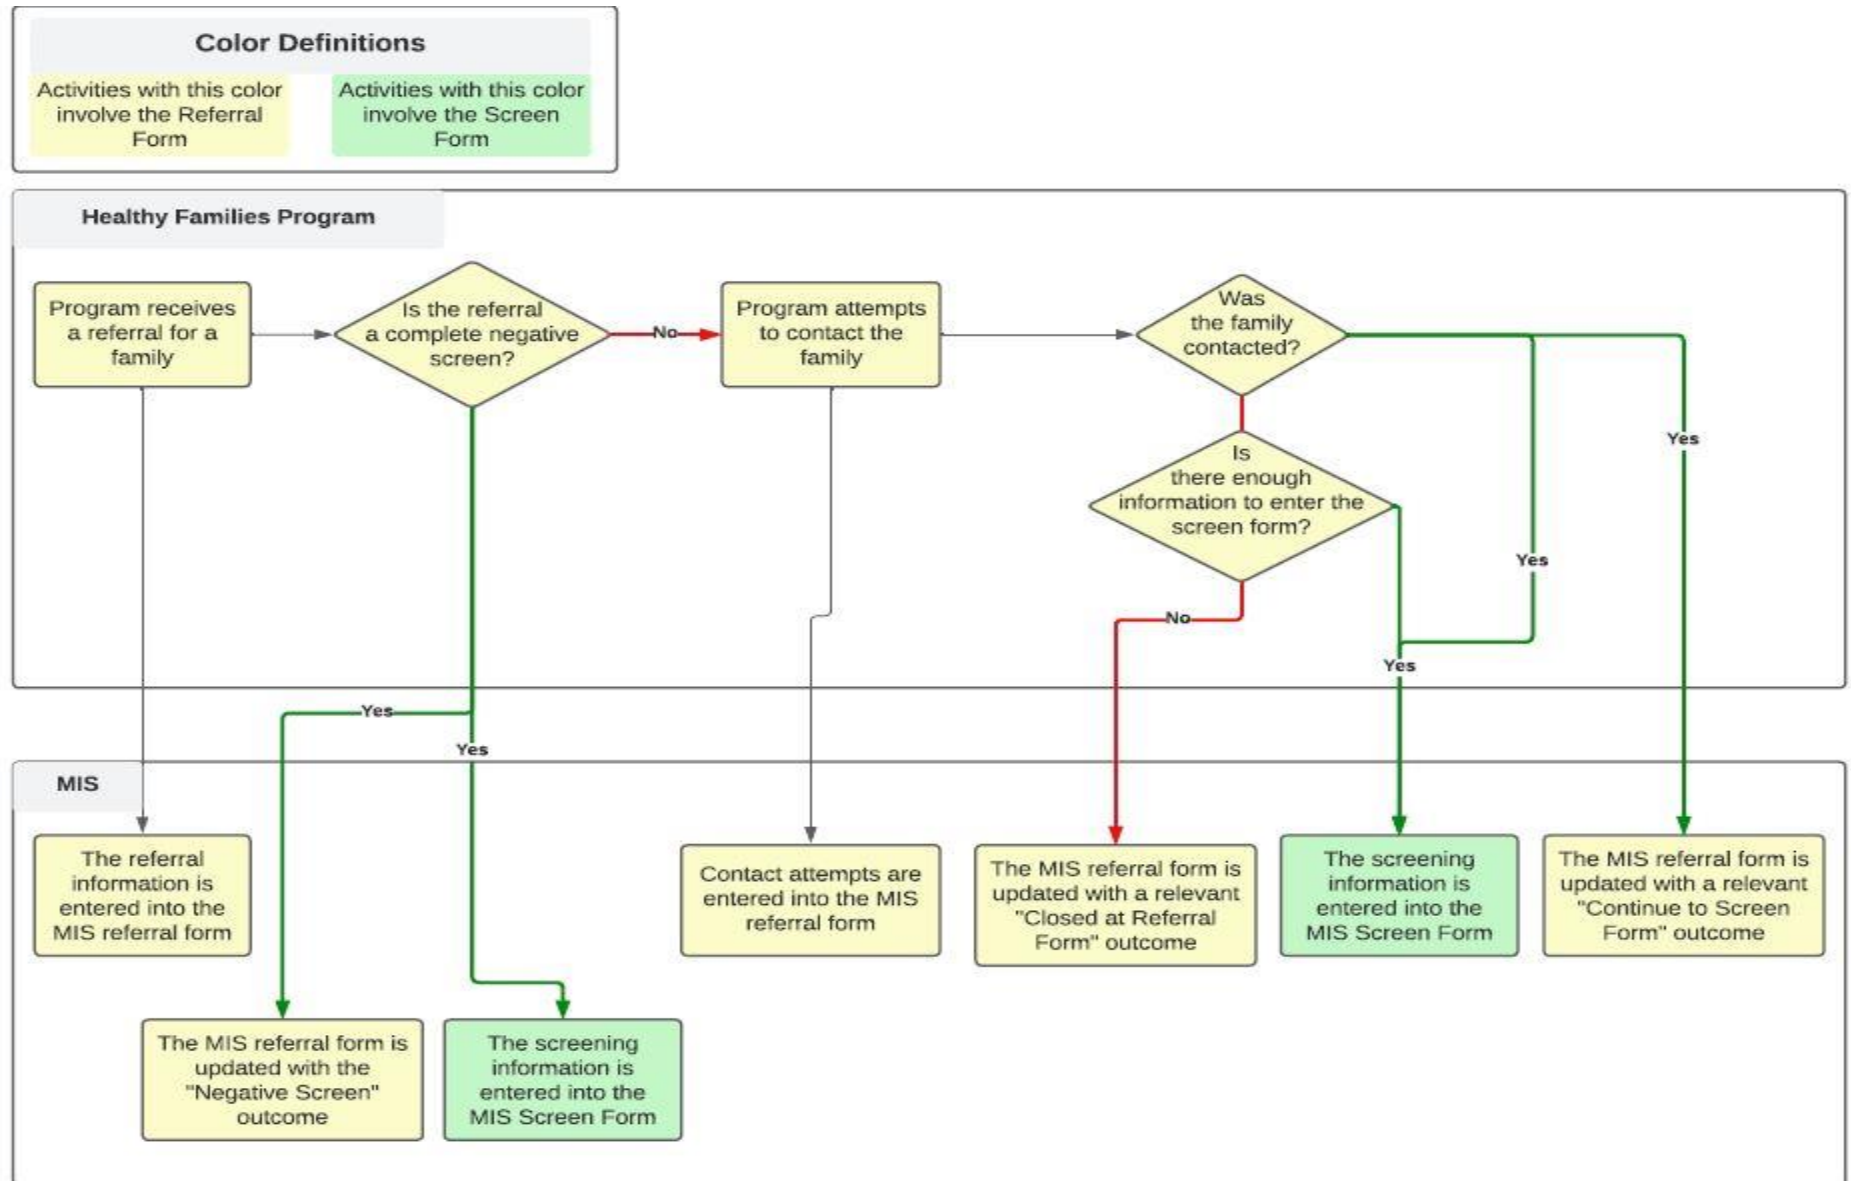 Color Definitions
Activities with this color
involve the Referral
Form
Activities with this color
involve the Screen
Form
Healthy Families Program
Program receives
a referral for a
family
Is the referral
a complete negative
screen?
No
Program attempts
to contact the
family
Was
the family
contacted?
Yes
Is
there enough
information to enter the
screen form?
Yes
No
Yes
Yes
Yes
MIS
The referral
information is
entered into the
MIS referral form
Contact attempts are
entered into the MIS
referral form
The MIS referral form is
updated with a relevant
"Closed at Referral
Form" outcome
The screening
information is
entered into the
MIS Screen Form
The MIS referral form is
updated with a relevant
"Continue to Screen
Form" outcome
The MIS referral form is
updated with the
"Negative Screen"
outcome
The screening
information is
entered into the
MIS Screen Form